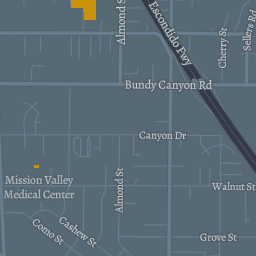 Almond S
Escondido Fwy
Cherry St
Sellers Rd
Bundy Canyon Rd
Canyon Dr
Mission Valley
Medical Center
Almond St
Walnut St
Como St
Cashew St
Grove St